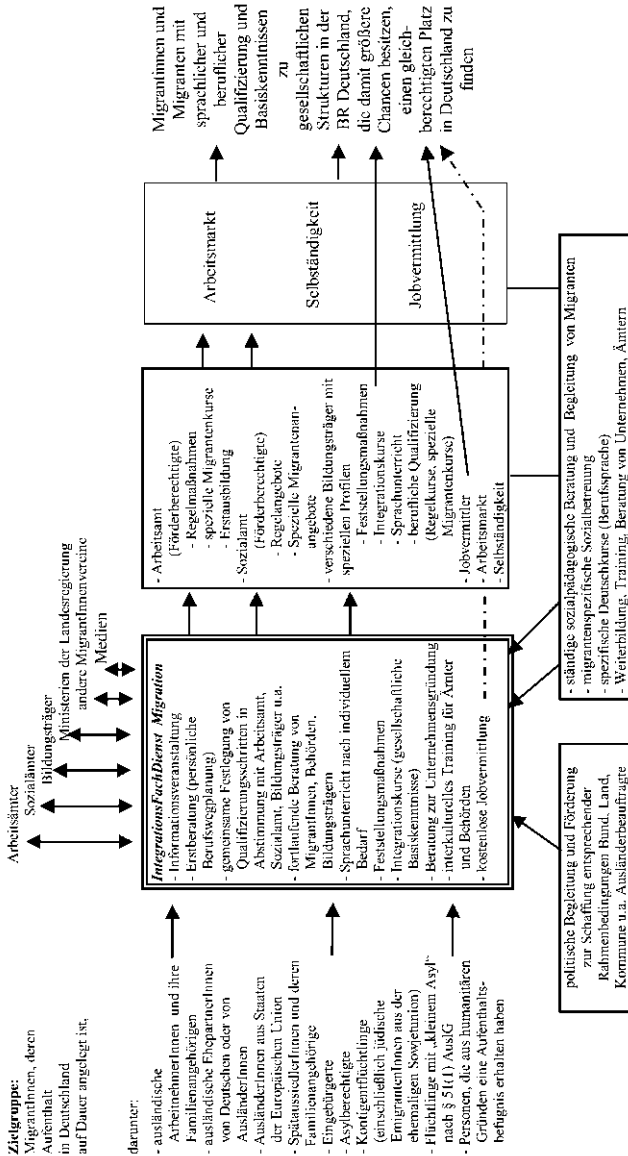 Zielgruppe:
MigrantInnen, deren
Aufenthalt
in Deutschland
auf Dauer angelegt ist,
darunter:
- ausländische
ArbeitnehmerInnen und ihre
Familienangehörigen
- ausländische EhepartnerInnen
von Deutschen oder von
AusländerInnen
- AusländerInnen aus Staaten
der Europäischen Union
- SpätaussiedlerInnen und deren
Familienangehörige
- Eingebürgerte
- Asylberechtigte
- Kontigentflüchtlinge
(einschließlich jüdische
EmigrantenInnen aus der
ehemaligen Sowjetunion)
- Flüchtlinge mit „kleinem Asyl“
nach § 51(1) AuslG
- Personen, die aus humanitären
Gründen eine Aufenthalts-
befugnis erhalten haben
Arbeitsämter
Sozialämter
Bildungsträger
Ministerien der Landesregierung
andere MigrantInnenvereine
Medien
IntegrationsFachDienst Migration
- Informationsveranstaltung
- Erstberatung (persönliche
Berufswegplanung)
- gemeinsame Festlegung von
Qualifizierungsschritten in
Abstimmung mit Arbeitsamt,
Sozialamt, Bildungsträger u.a.
- fortlaufende Beratung von
MigrantInnen, Behörden,
Bildungsträgern
- Sprachunterricht nach individuellem
Bedarf
- Feststellungsmaßnahmen
- Integrationskurse (gesellschaftliche
Basiskenntnisse)
- Beratung zur Unternehmensgründung
- interkulturelles Training für Ämter
und Behörden
- kostenlose Jobvermittlung
- Arbeitsamt
(Förderberechtigte)
- Regelmaßnahmen
- spezielle Migrantenkurse
- Erstausbildung
- Sozialamt
(Förderberechtigte)
- Regelangebote
- Spezielle Migrantenan-
angebote
- verschiedene Bildungsträger mit
speziellen Profilen
- Feststellungsmaßnahmen
- Integrationskurse
- Sprachunterricht
- berufliche Qualifizierung
(Regelkurse, spezielle
Migrantenkurse)
- Jobvermittler
- Arbeitsmarkt
- Selbständigkeit
Arbeitsmarkt
Selbständigkeit
Jobvermittlung
Migrantinnen und
Migranten mit
sprachlicher und
beruflicher
Qualifizierung und
Basiskenntnissen
zu
gesellschaftlichen
Strukturen in der
BR Deutschland,
die damit größere
Chancen besitzen,
einen gleich-
berechtigten Platz
in Deutschland zu
finden
politische Begleitung und Förderung
zur Schaffung entsprechender
Rahmenbedingungen Bund, Land,
Kommune u.a. Ausländerbeauftragte
- ständige sozialpädagogische Beratung und Begleitung von Migranten
- migrantenspezifische Sozialbetreuung
- spezifische Deutschkurse (Berufssprache)
- Weiterbildung, Training, Beratung von Unternehmen, Ämtern